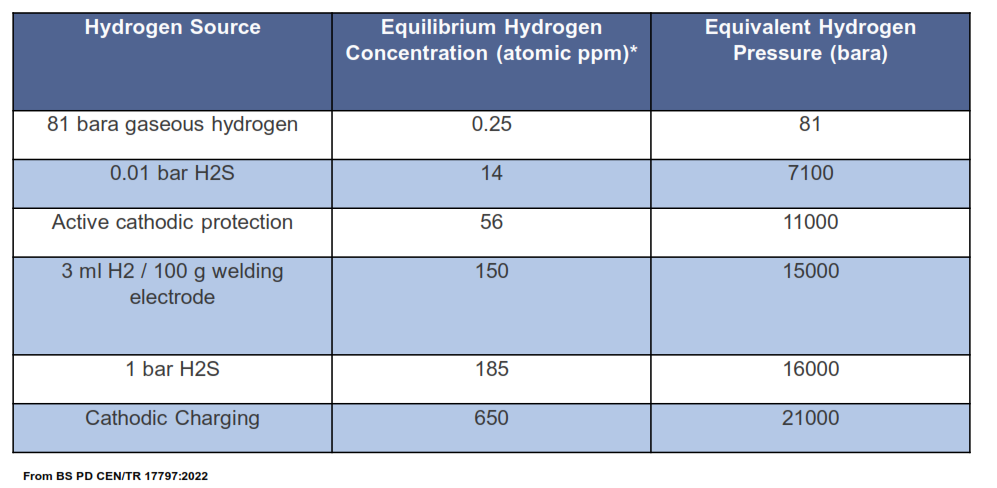 Hydrogen Source
Equilibrium Hydrogen
Concentration (atomic ppm)*
Equivalent Hydrogen
Pressure (bara)
81 bara gaseous hydrogen
0.25
81
0.01 bar H2S
14
7100
Active cathodic protection
56
11000
3 ml H2 / 100 g welding
electrode
150
15000
1 bar H2S
185
16000
Cathodic Charging
650
21000
From BS PD CEN/TR 17797:2022